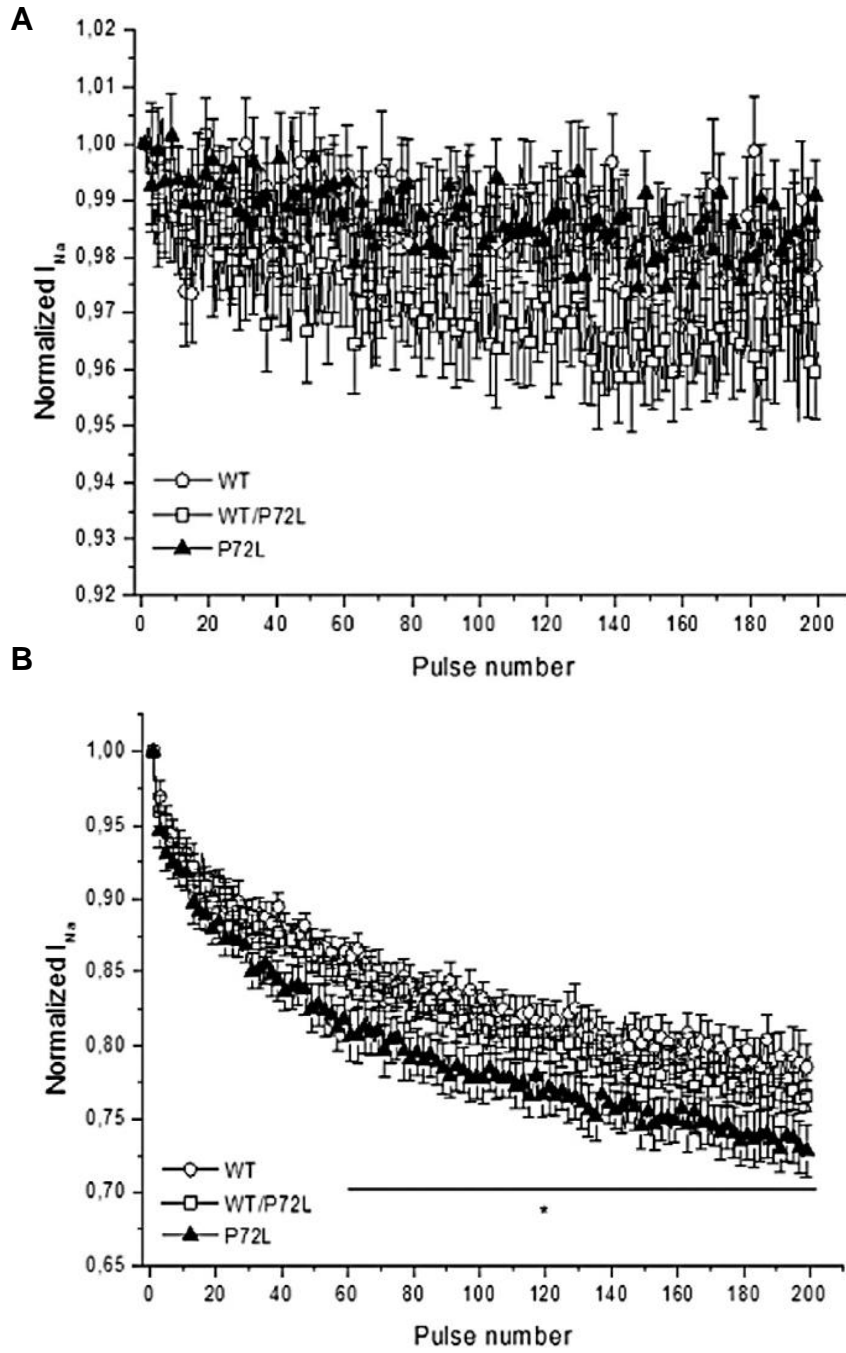 A
1,02
1,01
1,00
0,99
0,98
0,97
0,96
0,95
0,94
0,93
0,92
Normalized I_Na
WT
WT/P72L
P72L
0 20 40 60 80 100 120 140 160 180 200
Pulse number
B
1,00
0,95
0,90
0,85
0,80
0,75
0,70
0,65
Normalized I_Na
WT
WT/P72L
P72L
*
0 20 40 60 80 100 120 140 160 180 200
Pulse number